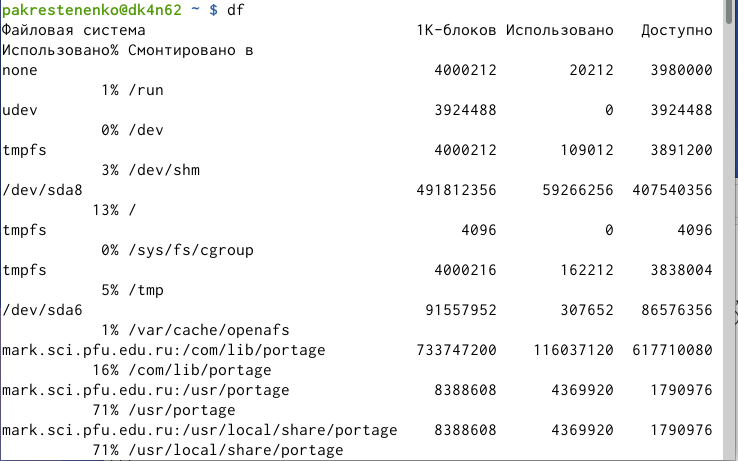 pakrestenenko@dk4n62 ~ $ df
Файловая система 1K-блоков Использовано Доступно
Использовано% Cмонтировано в
none 4000212 20212 3980000
1% /run
udev 3924488 0 3924488
0% /dev
tmpfs 4000212 109012 3891200
3% /dev/shm
/dev/sda8 491812356 59266256 407540356
13% /
tmpfs 4096 0 4096
0% /sys/fs/cgroup
tmpfs 4000216 162212 3838004
5% /tmp
/dev/sda6 91557952 307652 86576356
1% /var/cache/openafs
mark.sci.pfu.edu.ru:/com/lib/portage 733747200 116037120 617710080
16% /com/lib/portage
mark.sci.pfu.edu.ru:/usr/portage 8388608 4369920 1790976
71% /usr/portage
mark.sci.pfu.edu.ru:/usr/local/share/portage 8388608 4369920 1790976
71% /usr/local/share/portage